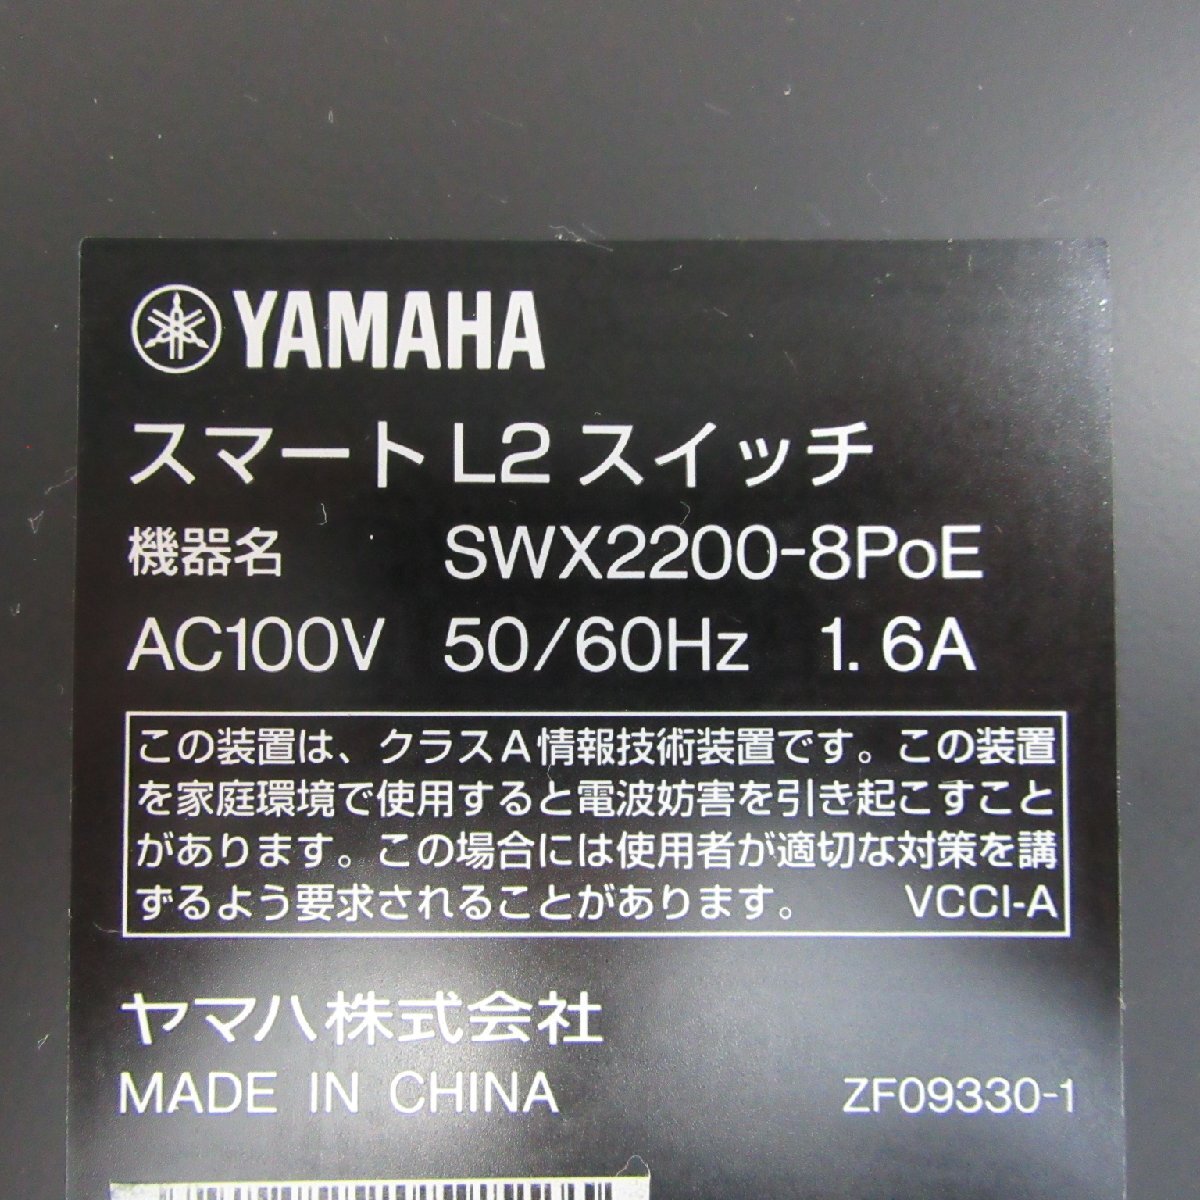 YAMAHA
スマート L2 スイッチ
機器名 SWX2200-8PoE
AC100V 50/60Hz 1. 6A
この装置は、クラスA情報技術装置です。この装置
を家庭環境で使用すると電波妨害を引き起こすこと
があります。この場合には使用者が適切な対策を講
ずるよう要求されることがあります。 VCCI-A
ヤマハ株式会社
MADE IN CHINA ZF09330-1